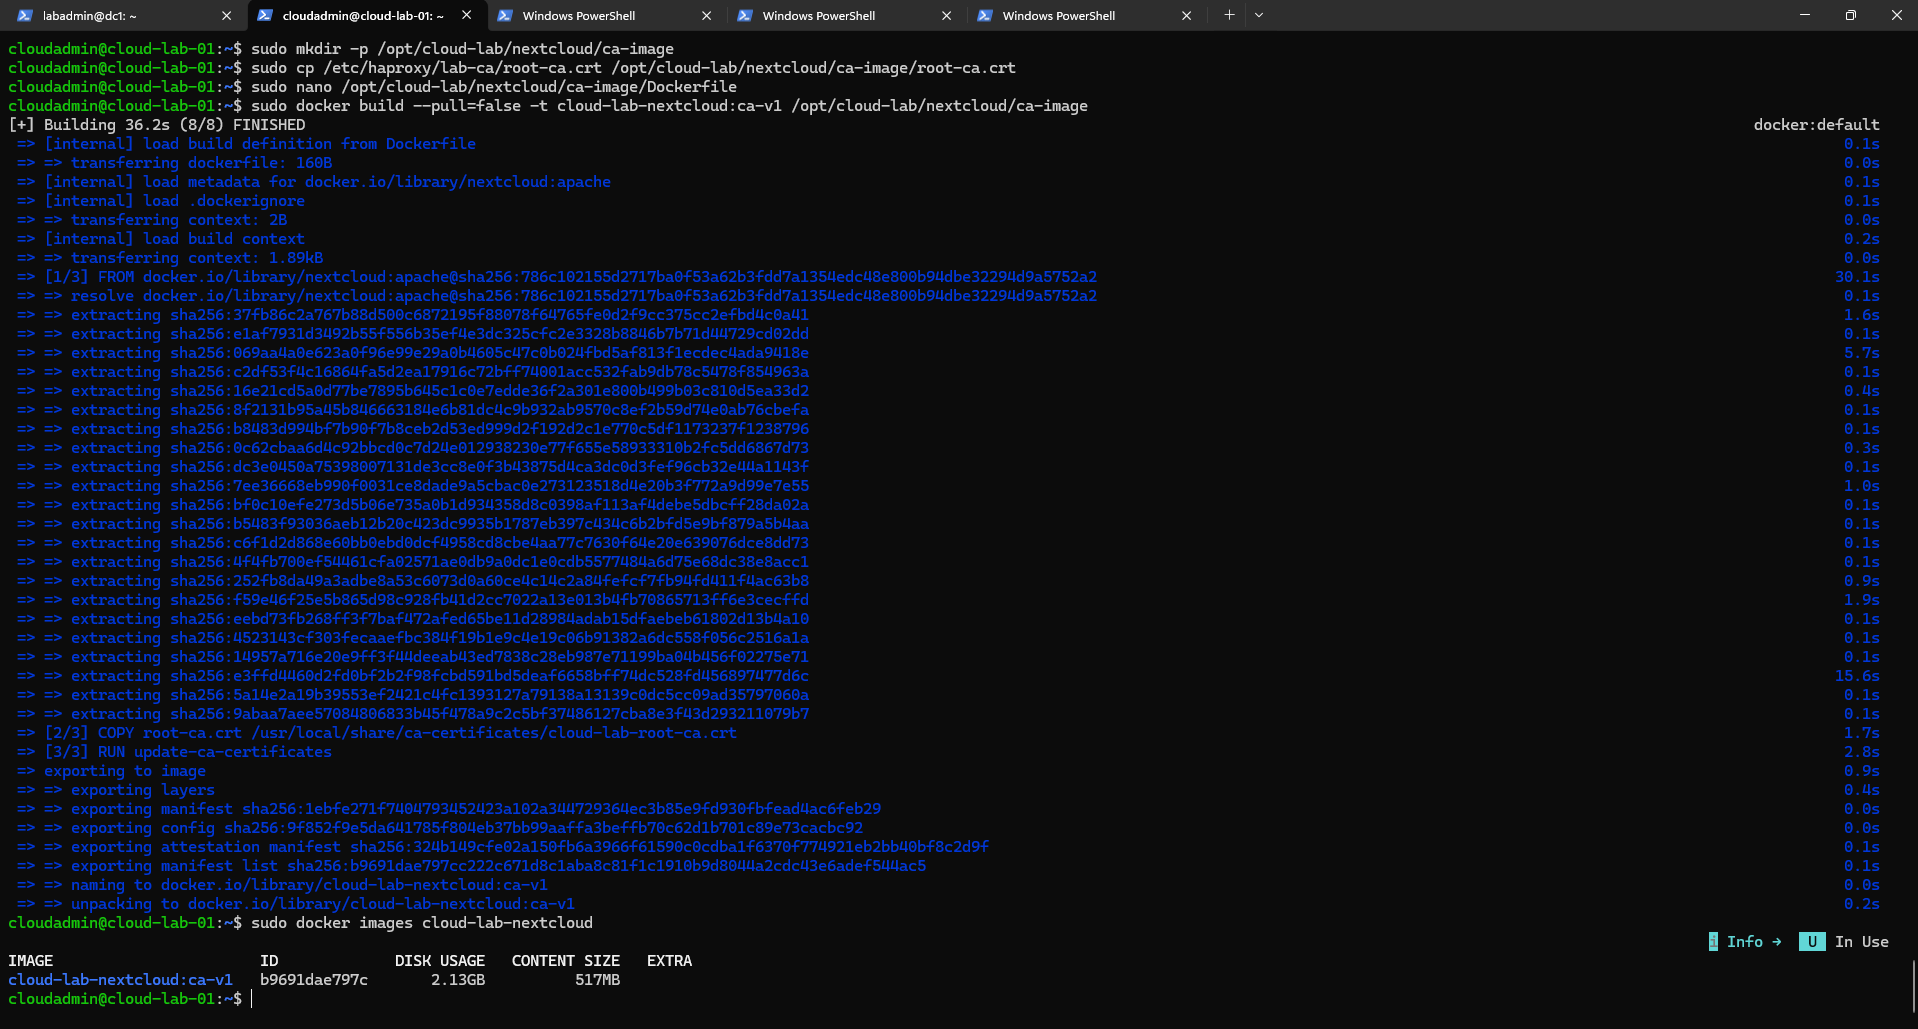 labadmin@dc1: ~
cloudadmin@cloud-lab-01: ~
Windows PowerShell
Windows PowerShell
Windows PowerShell
cloudadmin@cloud-lab-01:~$ sudo mkdir -p /opt/cloud-lab/nextcloud/ca-image
cloudadmin@cloud-lab-01:~$ sudo cp /etc/haproxy/lab-ca/root-ca.crt /opt/cloud-lab/nextcloud/ca-image/root-ca.crt
cloudadmin@cloud-lab-01:~$ sudo nano /opt/cloud-lab/nextcloud/ca-image/Dockerfile
cloudadmin@cloud-lab-01:~$ sudo docker build --pull=false -t cloud-lab-nextcloud:ca-v1 /opt/cloud-lab/nextcloud/ca-image
[+] Building 36.2s (8/8) FINISHED docker:default
=> [internal] load build definition from Dockerfile 0.1s
=> => transferring dockerfile: 160B 0.0s
=> [internal] load metadata for docker.io/library/nextcloud:apache 0.1s
=> [internal] load .dockerignore 0.1s
=> => transferring context: 2B 0.0s
=> [internal] load build context 0.2s
=> => transferring context: 1.89kB 0.0s
=> [1/3] FROM docker.io/library/nextcloud:apache@sha256:786c102155d2717ba0f53a62b3fdd7a1354edc48e800b94dbe32294d9a5752a2 30.1s
=> => resolve docker.io/library/nextcloud:apache@sha256:786c102155d2717ba0f53a62b3fdd7a1354edc48e800b94dbe32294d9a5752a2 0.1s
=> => extracting sha256:37fb86c2a767b88d500c6872195f88078f64765fe0d2f9cc375cc2efbd4c0a41 1.6s
=> => extracting sha256:e1af7931d3492b55f556b35ef4e3dc325cfc2e3328b8846b7b71d44729cd02dd 0.1s
=> => extracting sha256:069aa4a0e623a0f96e99e29a0b4605c47c0b024fbd5af813f1ecdec4ada9418e 5.7s
=> => extracting sha256:c2df53f4c16864fa5d2ea17916c72bff74001acc532fab9db78c5478f854963a 0.1s
=> => extracting sha256:16e21cd5a0d77be7895b645c1c0e7edde36f2a301e800b499b03c810d5ea33d2 0.4s
=> => extracting sha256:8f2131b95a45b846663184e6b81dc4c9b932ab9570c8ef2b59d74e0ab76cbefa 0.1s
=> => extracting sha256:b8483d994bf7b90f7b8ceb2d53ed999d2f192d2c1e770c5df1173237f1238796 0.1s
=> => extracting sha256:0c62cbaa6d4c92bbcd0c7d24e012938230e77f655e58933310b2fc5dd6867d73 0.3s
=> => extracting sha256:dc3e0450a75398007131de3cc8e0f3b43875d4ca3dc0d3fef96cb32e44a1143f 0.1s
=> => extracting sha256:7ee36668eb990f0031ce8dade9a5cbac0e273123518d4e20b3f772a9d99e7e55 1.0s
=> => extracting sha256:bf0c10efe273d5b06e735a0b1d934358d8c0398af113af4debe5dbcff28da02a 0.1s
=> => extracting sha256:b5483f93036aeb12b20c423dc9935b1787eb397c434c6b2bfd5e9bf879a5b4aa 0.1s
=> => extracting sha256:c6f1d2d868e60bb0ebd0dcf4958cd8cbe4aa77c7630f64e20e639076dce8dd73 0.1s
=> => extracting sha256:4f4fb700ef54461cfa02571ae0db9a0dc1e0cdb5577484a6d75e68dc38e8acc1 0.1s
=> => extracting sha256:252fb8da49a3adbe8a53c6073d0a60ce4c14c2a84fefcf7fb94fd411f4ac63b8 0.9s
=> => extracting sha256:f59e46f25e5b865d98c928fb41d2cc7022a13e013b4fb70865713ff6e3cecffd 1.9s
=> => extracting sha256:eebd73fb268ff3f7baf472afed65be11d28984adab15dfaebeb61802d13b4a10 0.1s
=> => extracting sha256:4523143cf303fecaaefbc384f19b1e9c4e19c06b91382a6dc558f056c2516a1a 0.1s
=> => extracting sha256:14957a716e20e9ff3f44deeab43ed7838c28eb987e71199ba04b456f02275e71 0.1s
=> => extracting sha256:e3ffd4460d2fd0bf2b2f98fcbd591bd5deaf6658bff74dc528fd456897477d6c 15.6s
=> => extracting sha256:5a14e2a19b39553ef2421c4fc1393127a79138a13139c0dc5cc09ad35797060a 0.1s
=> => extracting sha256:9abaa7aee57084806833b45f478a9c2c5bf37486127cba8e3f43d293211079b7 0.1s
=> [2/3] COPY root-ca.crt /usr/local/share/ca-certificates/cloud-lab-root-ca.crt 1.7s
=> [3/3] RUN update-ca-certificates 2.8s
=> exporting to image 0.9s
=> => exporting layers 0.4s
=> => exporting manifest sha256:1ebfe271f7404793452423a102a344729364ec3b85e9fd930fbfead4ac6feb29 0.0s
=> => exporting config sha256:9f852f9e5da641785f804eb37bb99aaffa3beffb70c62d1b701c89e73cacbc92 0.0s
=> => exporting attestation manifest sha256:324b149cfe02a150fb6a3966f61590c0cdba1f6370f774921eb2bb40bf8c2d9f 0.1s
=> => exporting manifest list sha256:b9691dae797cc222c671d8c1aba8c81f1c1910b9d8044a2cdc43e6adef544ac5 0.1s
=> => naming to docker.io/library/cloud-lab-nextcloud:ca-v1 0.0s
=> => unpacking to docker.io/library/cloud-lab-nextcloud:ca-v1 0.2s
cloudadmin@cloud-lab-01:~$ sudo docker images cloud-lab-nextcloud
i Info → U In Use
IMAGE ID DISK USAGE CONTENT SIZE EXTRA
cloud-lab-nextcloud:ca-v1 b9691dae797c 2.13GB 517MB
cloudadmin@cloud-lab-01:~$